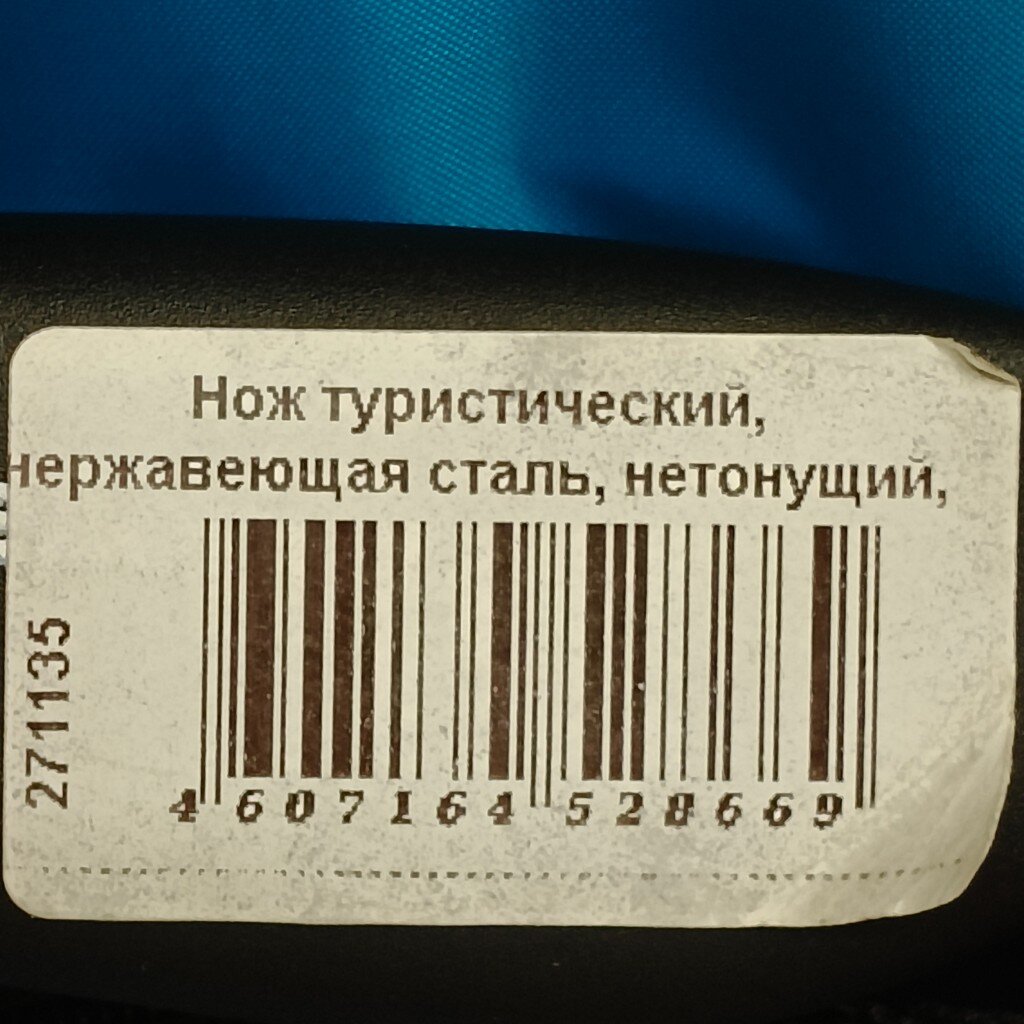 Нож туристический,
нержавеющая сталь, нетонущий,
271135
4 607164 528669